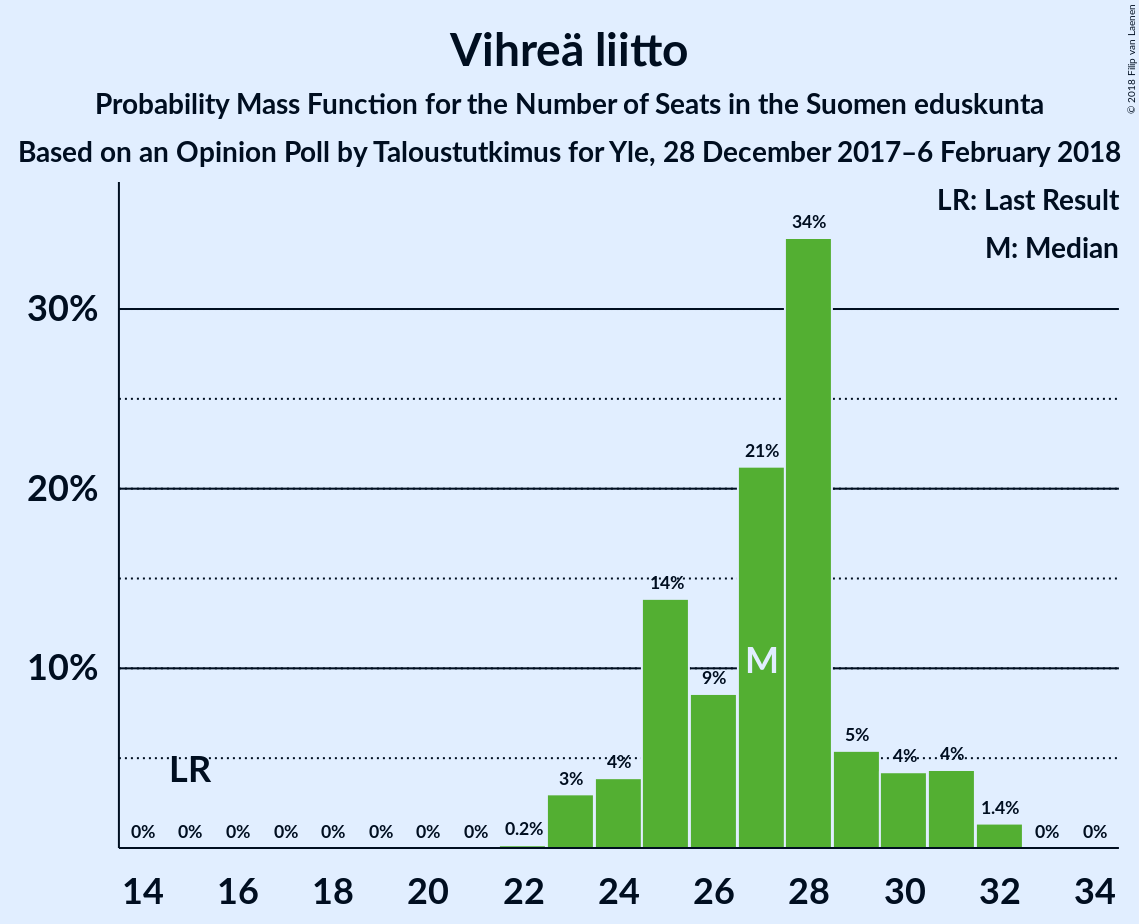 Vihreä liitto
Probability Mass Function for the Number of Seats in the Suomen eduskunta
Based on an Opinion Poll by Taloustutkimus for Yle, 28 December 2017–6 February 2018
© 2018 Filip van Laenen
LR: Last Result
M: Median
30%
20%
10%
LR
M
0% 0% 0% 0% 0% 0% 0% 0% 0.2% 3% 4% 14% 9% 21% 34% 5% 4% 4% 1.4% 0% 0%
14 16 18 20 22 24 26 28 30 32 34